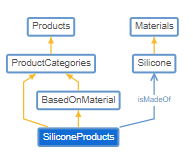 Products
Materials
ProductCategories
Silicone
BasedOnMaterial
isMadeOf
SiliconeProducts